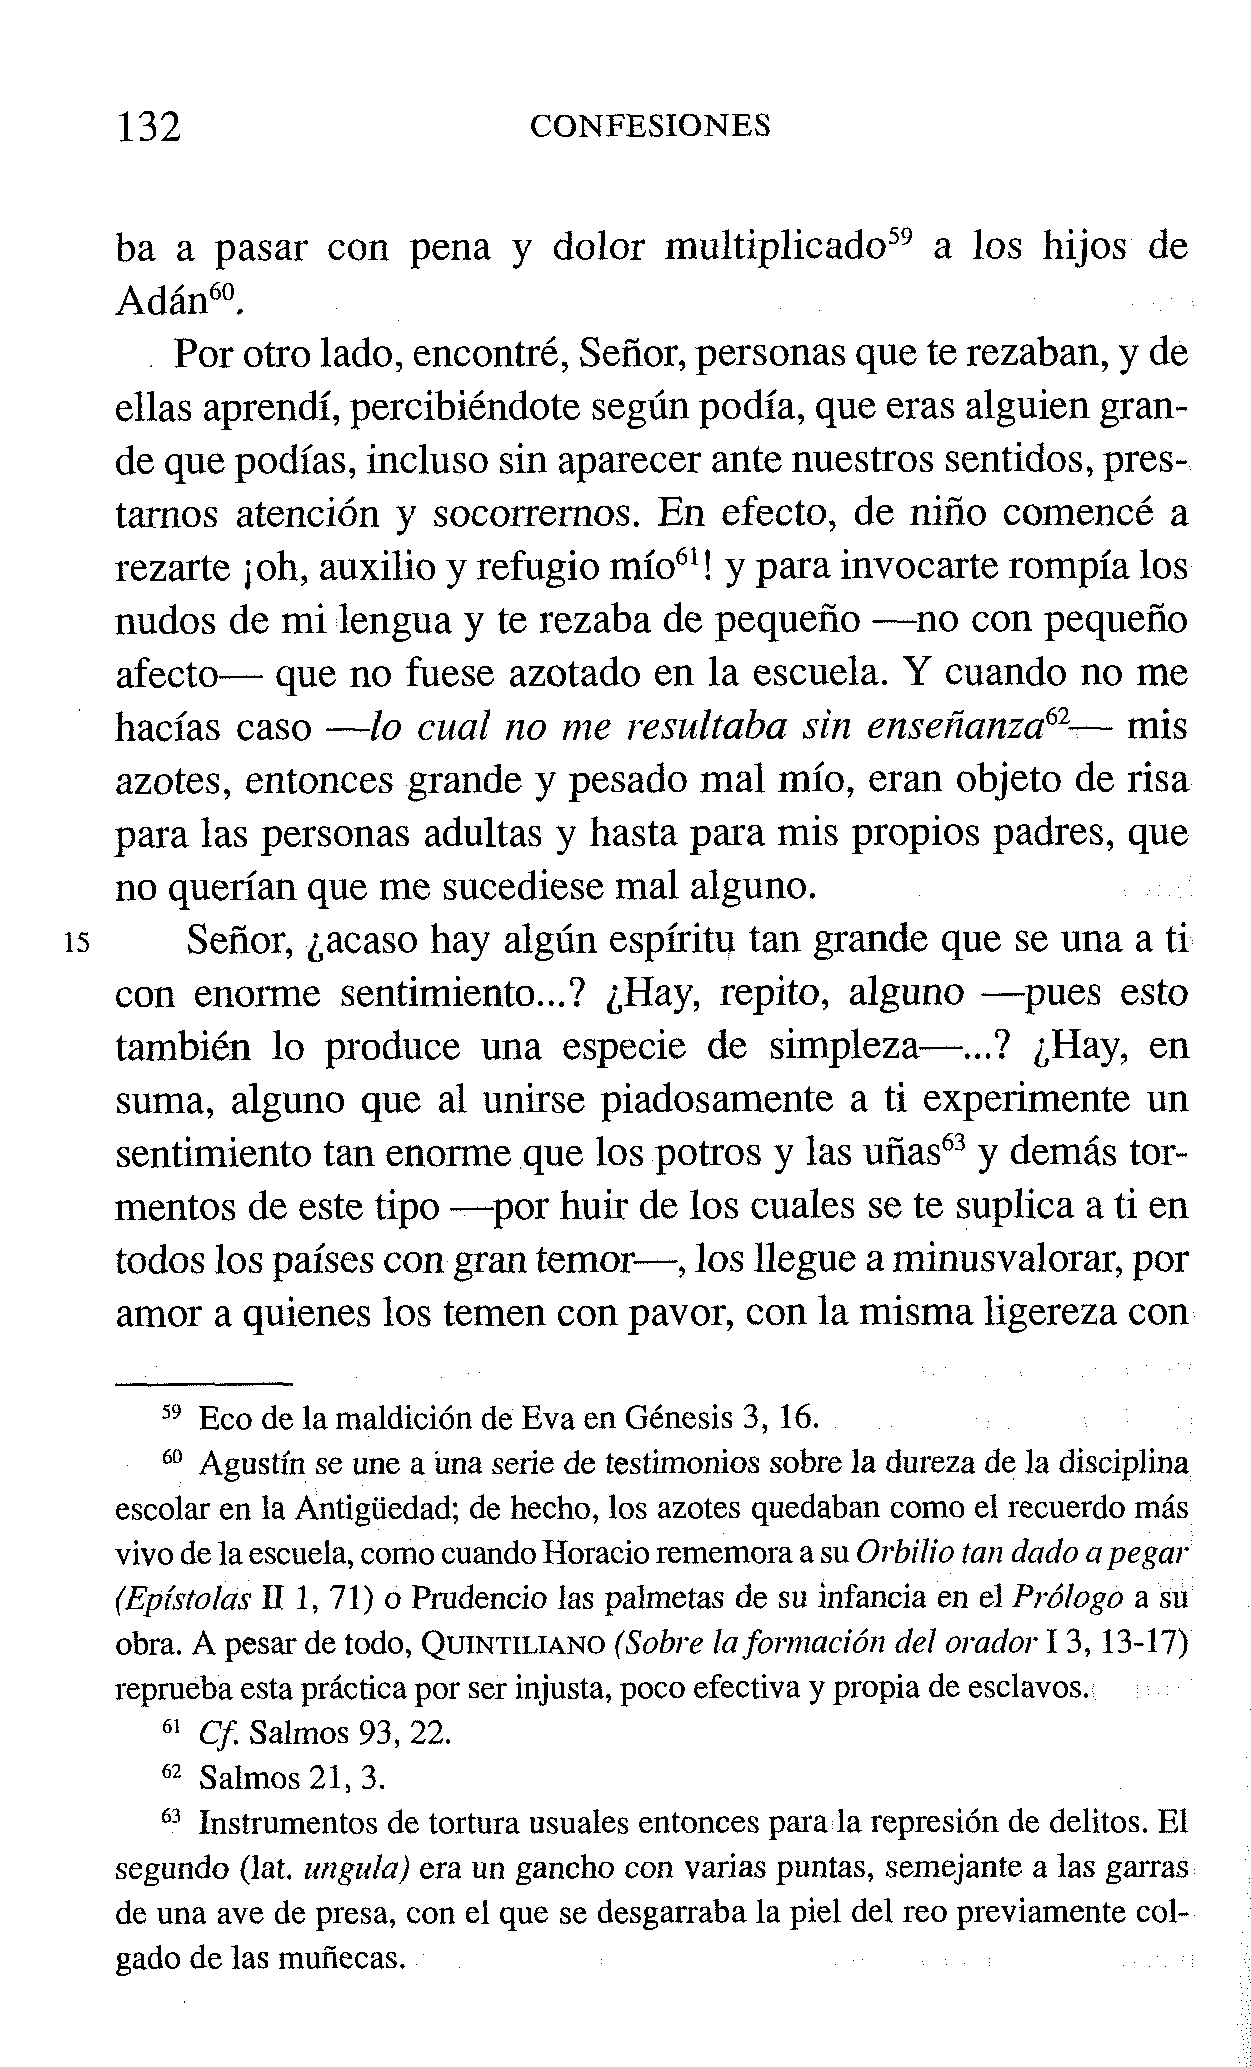 132 CONFESIONES
ba a pasar con pena y dolor multiplicado⁵⁹ a los hijos de
Adán⁶⁰.
Por otro lado, encontré, Señor, personas que te rezaban, y de
ellas aprendí, percibiéndote según podía, que eras alguien gran-
de que podías, incluso sin aparecer ante nuestros sentidos, pres-
tarnos atención y socorrernos. En efecto, de niño comencé a
rezarte ¡oh, auxilio y refugio mío⁶¹! y para invocarte rompía los
nudos de mi lengua y te rezaba de pequeño —no con pequeño
afecto— que no fuese azotado en la escuela. Y cuando no me
hacías caso —lo cual no me resultaba sin enseñanza⁶²— mis
azotes, entonces grande y pesado mal mío, eran objeto de risa
para las personas adultas y hasta para mis propios padres, que
no querían que me sucediese mal alguno.
15 Señor, ¿acaso hay algún espíritu tan grande que se una a ti
con enorme sentimiento...? ¿Hay, repito, alguno —pues esto
también lo produce una especie de simpleza—...? ¿Hay, en
suma, alguno que al unirse piadosamente a ti experimente un
sentimiento tan enorme que los potros y las uñas⁶³ y demás tor-
mentos de este tipo —por huir de los cuales se te suplica a ti en
todos los países con gran temor—, los llegue a minusvalorar, por
amor a quienes los temen con pavor, con la misma ligereza con
⁵⁹ Eco de la maldición de Eva en Génesis 3, 16.
⁶⁰ Agustín se une a una serie de testimonios sobre la dureza de la disciplina
escolar en la Antigüedad; de hecho, los azotes quedaban como el recuerdo más
vivo de la escuela, como cuando Horacio rememora a su Orbilio tan dado a pegar
(Epístolas II 1, 71) o Prudencio las palmetas de su infancia en el Prólogo a su
obra. A pesar de todo, QUINTILIANO (Sobre la formación del orador I 3, 13-17)
reprueba esta práctica por ser injusta, poco efectiva y propia de esclavos.
⁶¹ Cf. Salmos 93, 22.
⁶² Salmos 21, 3.
⁶³ Instrumentos de tortura usuales entonces para la represión de delitos. El
segundo (lat. ungula) era un gancho con varias puntas, semejante a las garras
de una ave de presa, con el que se desgarraba la piel del reo previamente col-
gado de las muñecas.